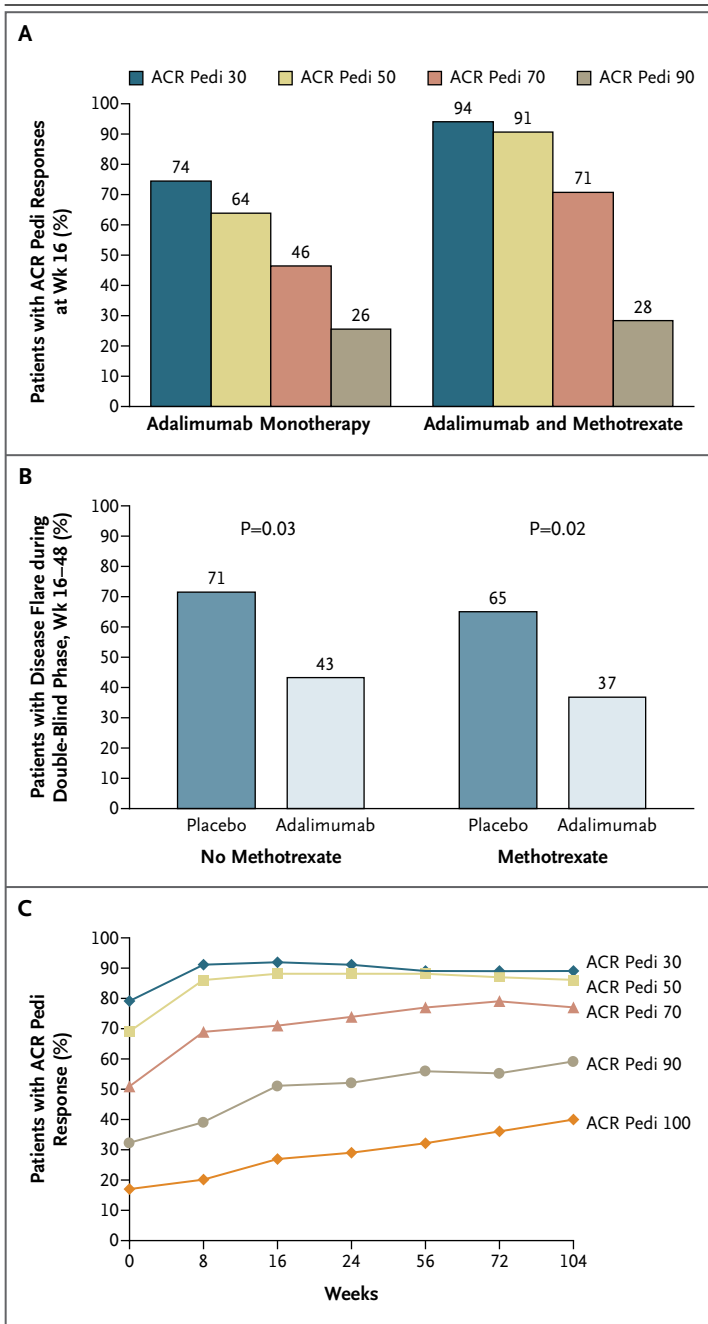 A
ACR Pedi 30 ACR Pedi 50 ACR Pedi 70 ACR Pedi 90
Patients with ACR Pedi Responses
at Wk 16 (%)
100
90
80
70
60
50
40
30
20
10
0
74
64
46
26
94
91
71
28
Adalimumab Monotherapy
Adalimumab and Methotrexate
B
Patients with Disease Flare during
Double-Blind Phase, Wk 16–48 (%)
100
90
80
70
60
50
40
30
20
10
0
P=0.03
P=0.02
71
43
65
37
Placebo Adalimumab Placebo Adalimumab
No Methotrexate Methotrexate
C
Patients with ACR Pedi
Response (%)
100
90
80
70
60
50
40
30
20
10
0
ACR Pedi 30
ACR Pedi 50
ACR Pedi 70
ACR Pedi 90
ACR Pedi 100
0 8 16 24 56 72 104
Weeks